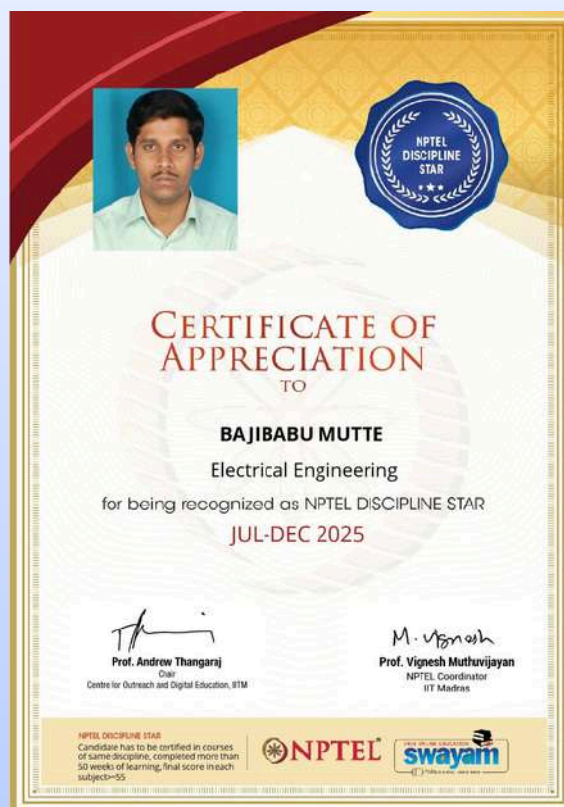 NPTEL
DISCIPLINE
STAR
CERTIFICATE OF
APPRECIATION
TO
BAJIBABU MUTTE
Electrical Engineering
for being recognized as NPTEL DISCIPLINE STAR
JUL-DEC 2025
Prof. Andrew Thangaraj
Chair
Centre for Outreach and Digital Education, IITM
M. Vignesh
Prof. Vignesh Muthuvijayan
NPTEL Coordinator
IIT Madras
NPTEL DISCIPLINE STAR
Candidate has to be certified in courses
of same discipline, completed more than
50 weeks of learning, final score in each
subject>=55
NPTEL
swayam